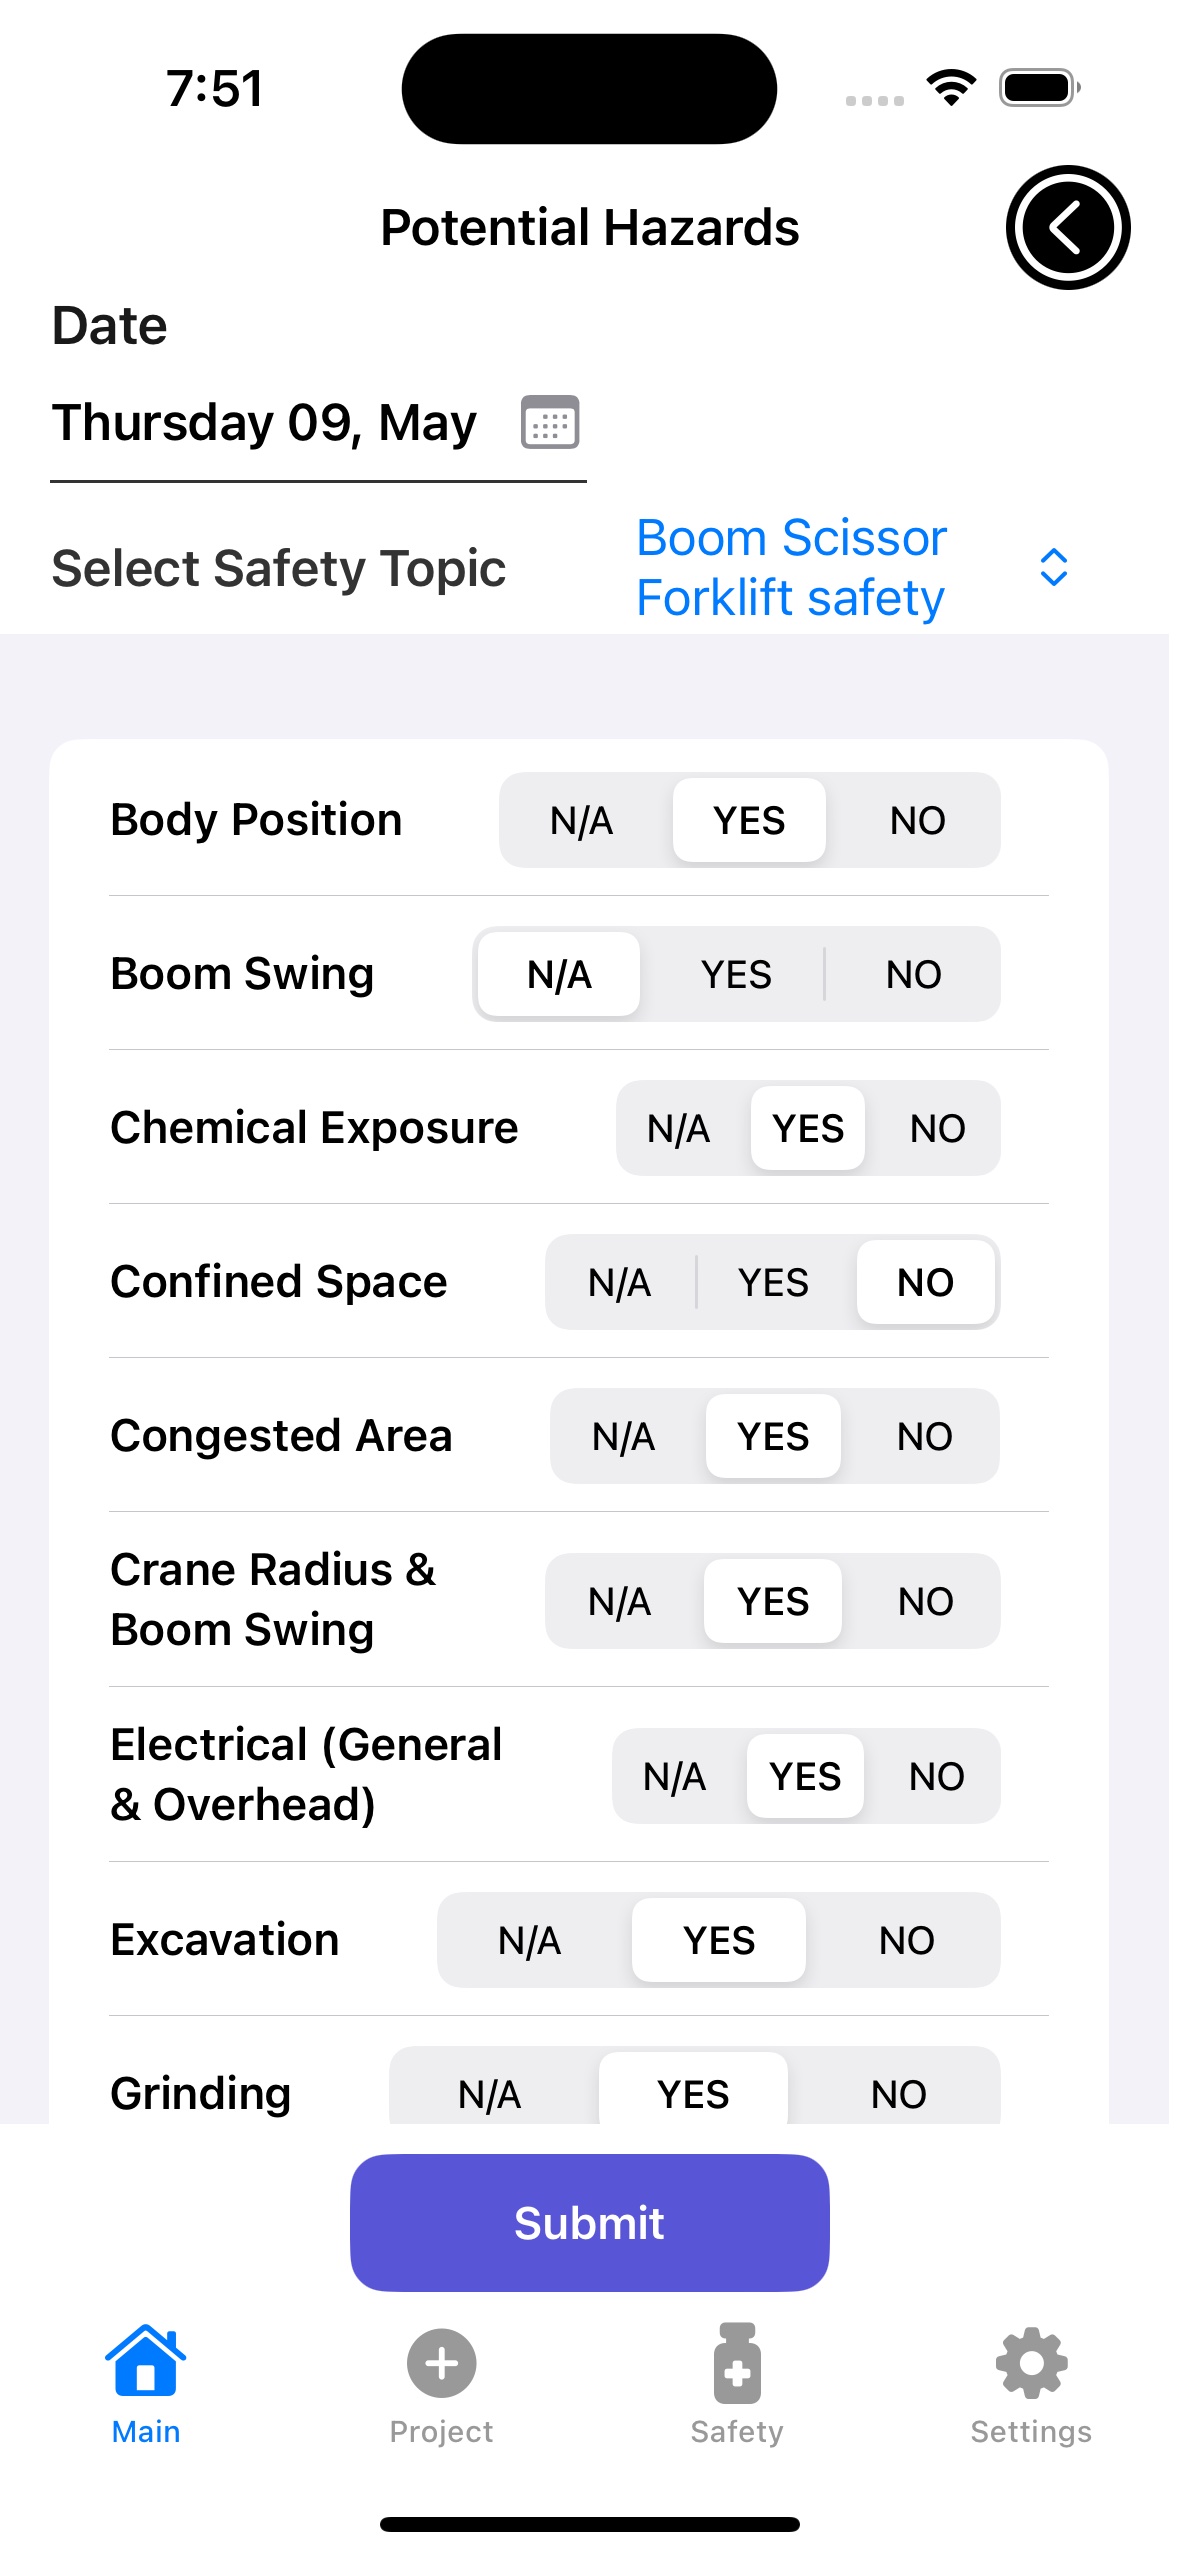 7:51
Potential Hazards
Date
Thursday 09, May
Select Safety Topic
Boom Scissor
Forklift safety
Body Position N/A YES NO
Boom Swing N/A YES NO
Chemical Exposure N/A YES NO
Confined Space N/A YES NO
Congested Area N/A YES NO
Crane Radius &
Boom Swing N/A YES NO
Electrical (General
& Overhead) N/A YES NO
Excavation N/A YES NO
Grinding N/A YES NO
Submit
Main Project Safety Settings